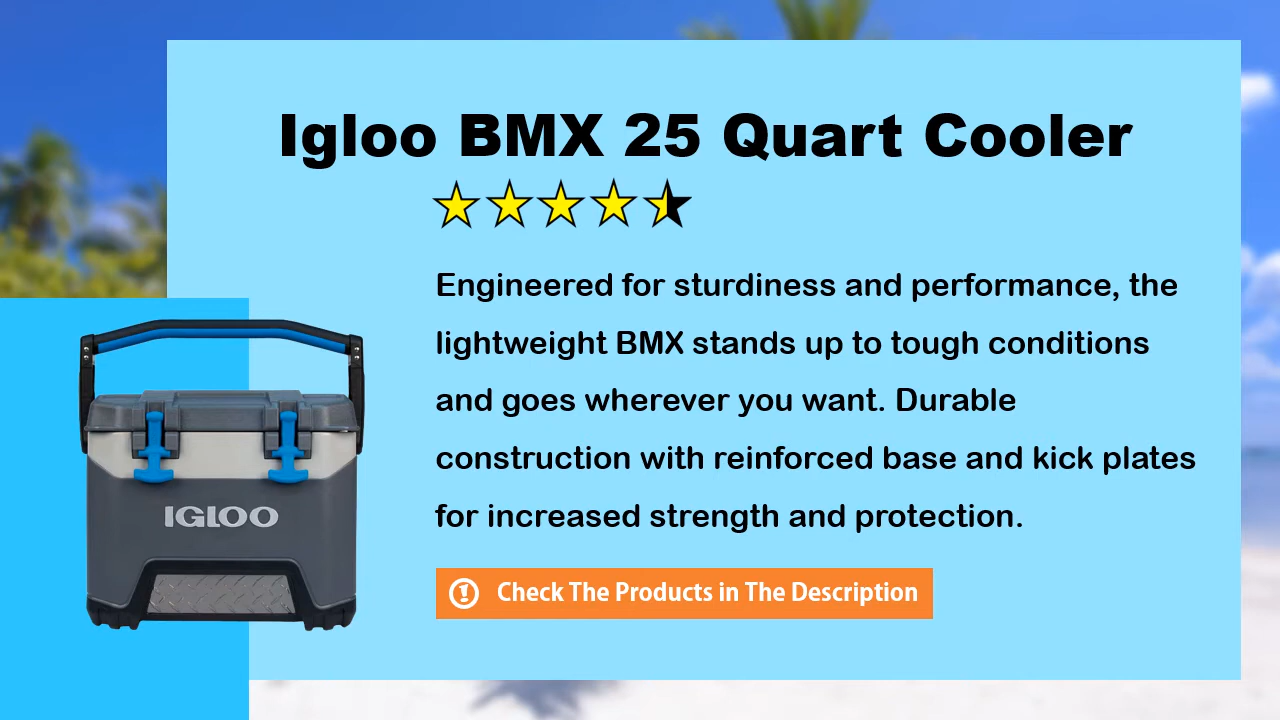 Igloo BMX 25 Quart Cooler
Engineered for sturdiness and performance, the
lightweight BMX stands up to tough conditions
and goes wherever you want. Durable
construction with reinforced base and kick plates
for increased strength and protection.
IGLOO
Check The Products in The Description